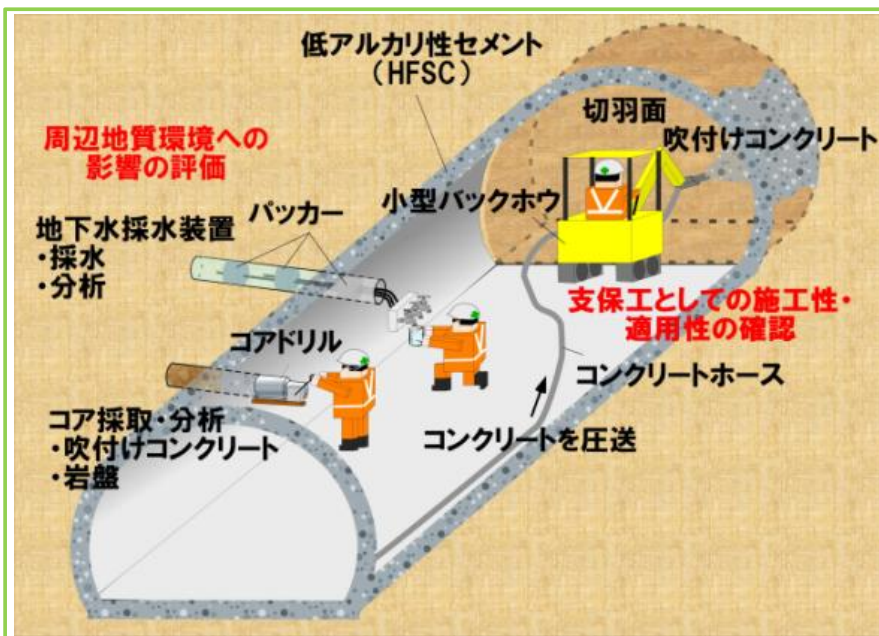 低アルカリ性セメント
(HFSC)
切羽面
吹付けコンクリート
周辺地質環境への
影響の評価
小型バックホウ
パッカー
地下水採水装置
・採水
・分析
支保工としての施工性・
適用性の確認
コアドリル
コンクリートホース
コア採取・分析
・吹付けコンクリート
・岩盤
コンクリートを圧送